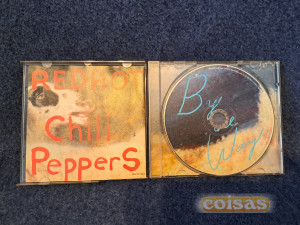 RED HOT
Chili
PepperS
By
the
Way
coisas